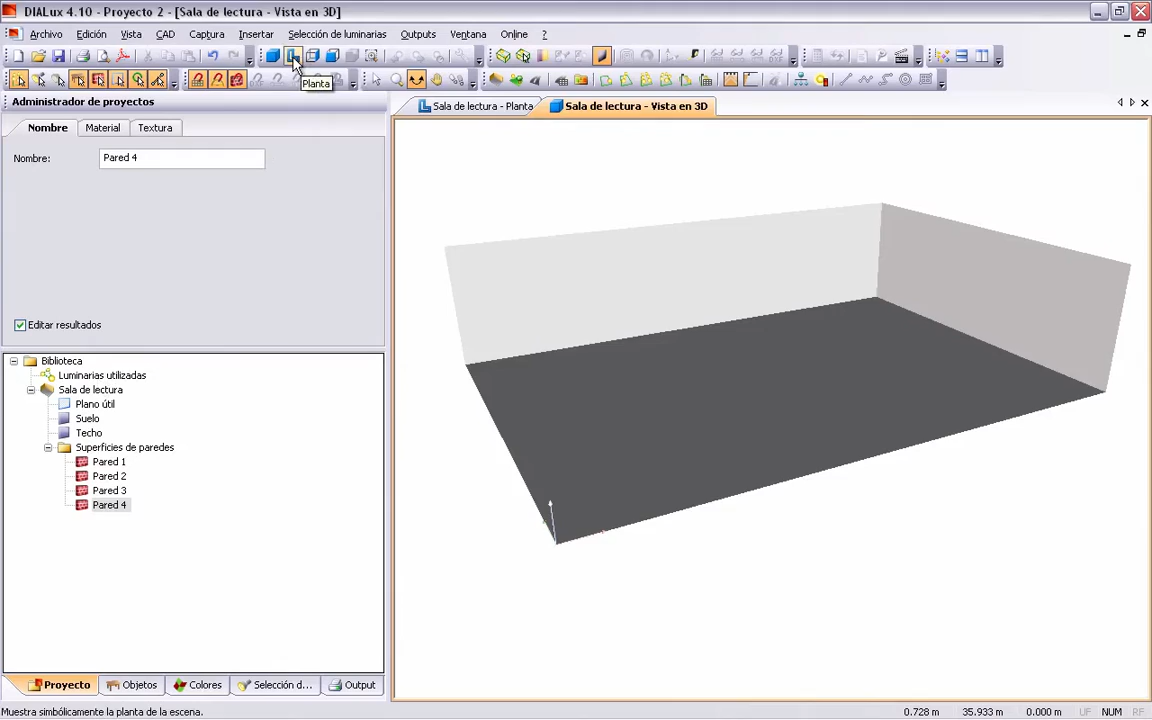 DIALux 4.10 - Proyecto 2 - [Sala de lectura - Vista en 3D]
Archivo Edición Vista CAD Captura Insertar Selección de luminarias Outputs Ventana Online ?
Planta
Administrador de proyectos
Sala de lectura - Planta
Sala de lectura - Vista en 3D
Nombre Material Textura
Nombre: Pared 4
Editar resultados
Biblioteca
Luminarias utilizadas
Sala de lectura
Plano útil
Suelo
Techo
Superficies de paredes
Pared 1
Pared 2
Pared 3
Pared 4
Proyecto Objetos Colores Selección d... Output
Muestra simbólicamente la planta de la escena. 0.728 m 35.933 m 0.000 m UF NUM RF